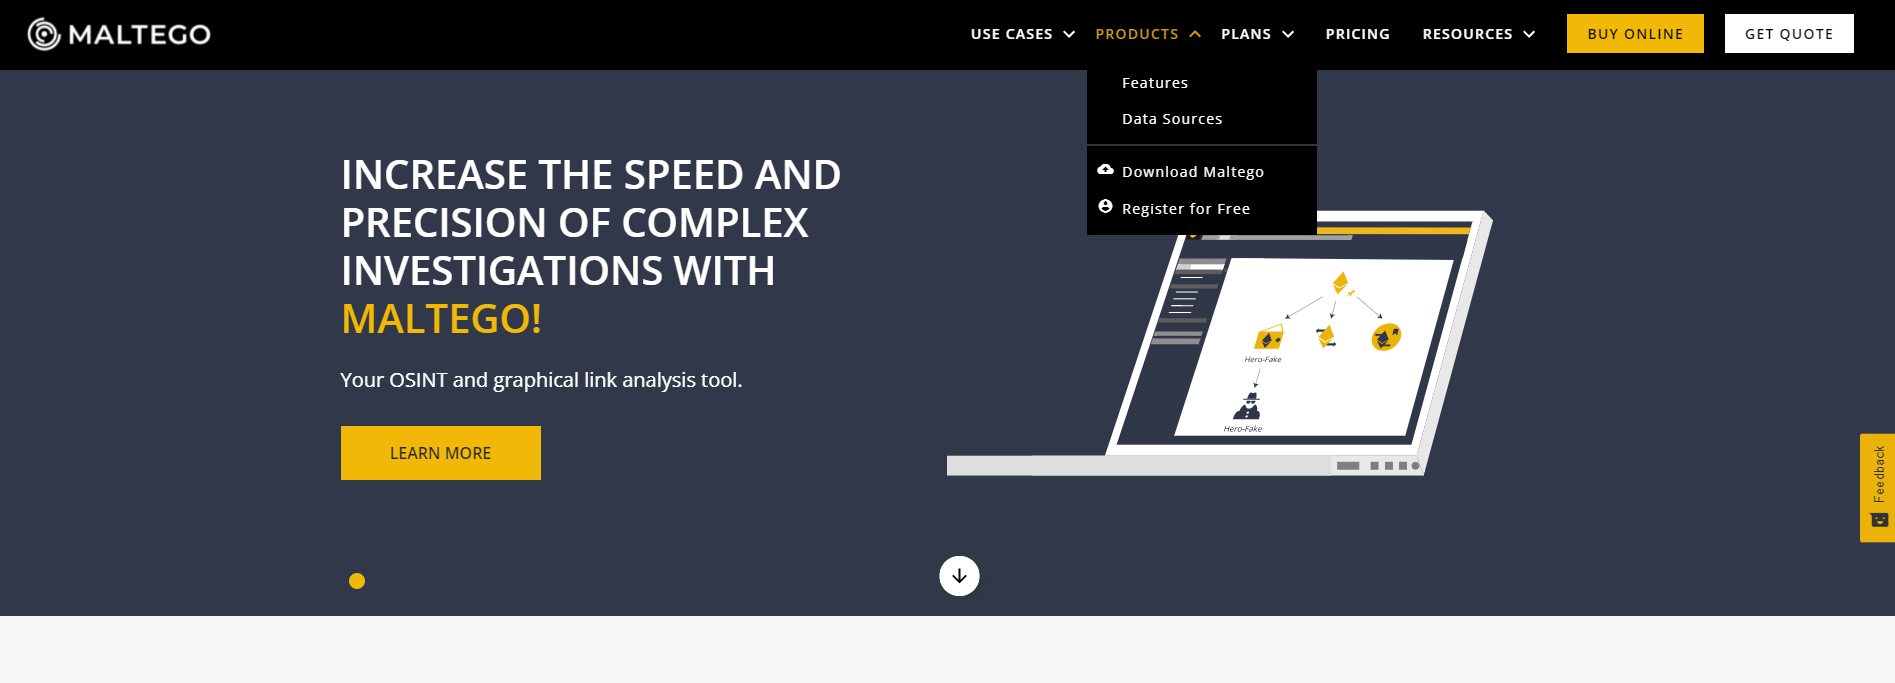 MALTEGO
USE CASES
PRODUCTS
PLANS
PRICING
RESOURCES
BUY ONLINE
GET QUOTE
Features
Data Sources
Download Maltego
Register for Free
INCREASE THE SPEED AND
PRECISION OF COMPLEX
INVESTIGATIONS WITH
MALTEGO!
Your OSINT and graphical link analysis tool.
LEARN MORE
Hero-Fake
Hero-Fake
Feedback